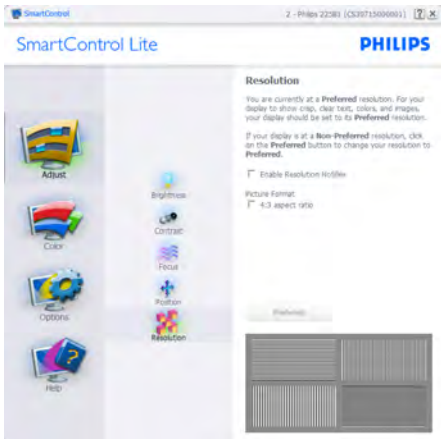 SmartControl
2 - Philips 225B1 (CS30715000001) ? X
SmartControl Lite
PHILIPS
Adjust
Color
Options
Help
Brightness
Contrast
Focus
Position
Resolution
Resolution
You are currently at a Preferred resolution. For your
display to show crisp, clear text, colors, and images,
your display should be set to its Preferred resolution.
If your display is at a Non-Preferred resolution, click
on the Preferred button to change your resolution to
Preferred.
Enable Resolution Notifier
Picture Format
4:3 aspect ratio
Preferred